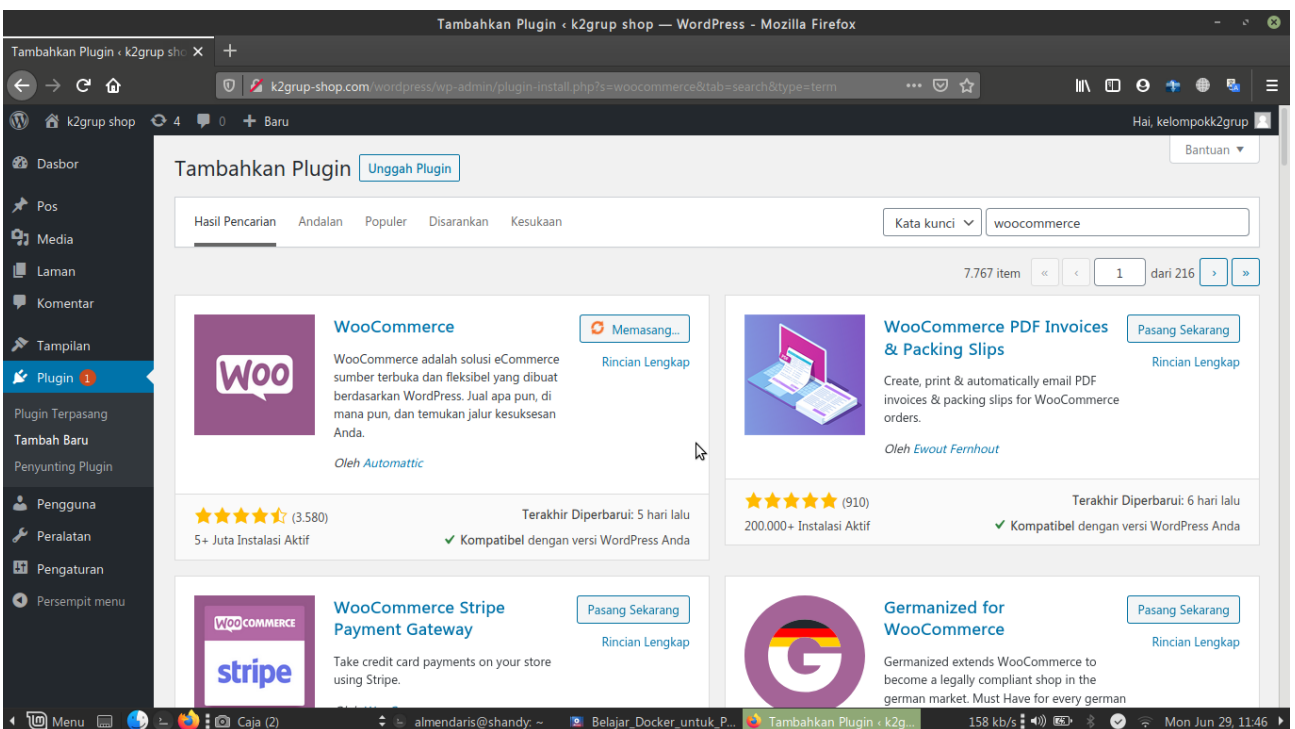 Tambahkan Plugin ‹ k2grup shop — WordPress - Mozilla Firefox
Tambahkan Plugin ‹ k2grup sho
k2grup-shop.com/wordpress/wp-admin/plugin-install.php?s=woocommerce&tab=search&type=term
k2grup shop 4 0 + Baru
Hai, kelompokk2grup
Bantuan
Dasbor
Pos
Media
Laman
Komentar
Tampilan
Plugin 1
Plugin Terpasang
Tambah Baru
Penyunting Plugin
Pengguna
Peralatan
Pengaturan
Persempit menu
Tambahkan Plugin Unggah Plugin
Hasil Pencarian Andalan Populer Disarankan Kesukaan
Kata kunci woocommerce
7.767 item « ‹ 1 dari 216 › »
Woo
WooCommerce
Memasang...
Rincian Lengkap
WooCommerce adalah solusi eCommerce
sumber terbuka dan fleksibel yang dibuat
berdasarkan WordPress. Jual apa pun, di
mana pun, dan temukan jalur kesuksesan
Anda.
Oleh Automattic
(3.580)
5+ Juta Instalasi Aktif
Terakhir Diperbarui: 5 hari lalu
✔ Kompatibel dengan versi WordPress Anda
WooCommerce PDF Invoices
& Packing Slips
Pasang Sekarang
Rincian Lengkap
Create, print & automatically email PDF
invoices & packing slips for WooCommerce
orders.
Oleh Ewout Fernhout
(910)
200.000+ Instalasi Aktif
Terakhir Diperbarui: 6 hari lalu
✔ Kompatibel dengan versi WordPress Anda
WOOCOMMERCE
stripe
WooCommerce Stripe
Payment Gateway
Pasang Sekarang
Rincian Lengkap
Take credit card payments on your store
using Stripe.
G
Germanized for
WooCommerce
Pasang Sekarang
Rincian Lengkap
Germanized extends WooCommerce to
become a legally compliant shop in the
german market. Must Have for every german
Menu
Caja (2)
almendaris@shandy: ~
Belajar_Docker_untuk_P...
Tambahkan Plugin ‹ k2g...
158 kb/s
Mon Jun 29, 11:46